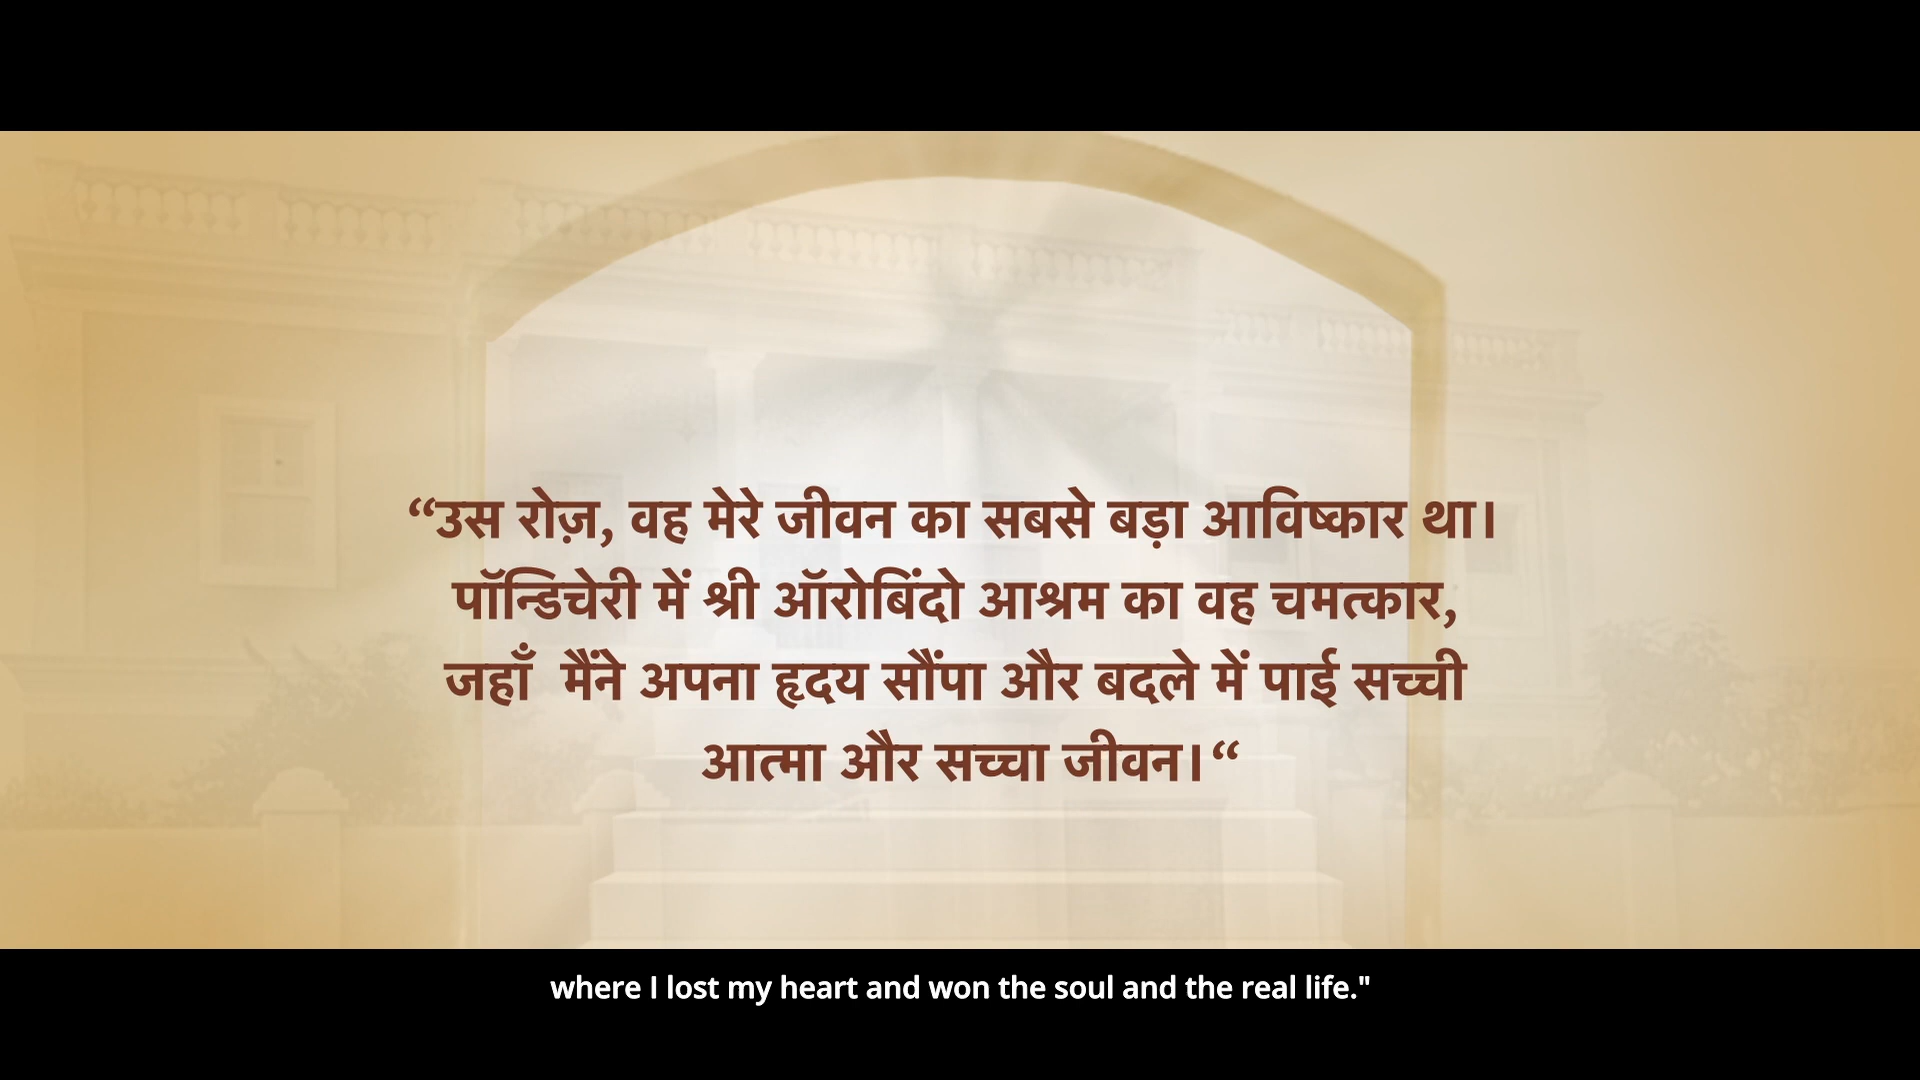 “उस रोज़, वह मेरे जीवन का सबसे बड़ा आविष्कार था।
पॉन्डिचेरी में श्री ऑरोबिंदो आश्रम का वह चमत्कार,
जहाँ  मैंने अपना हृदय सौंपा और बदले में पाई सच्ची
आत्मा और सच्चा जीवन।“
where I lost my heart and won the soul and the real life."